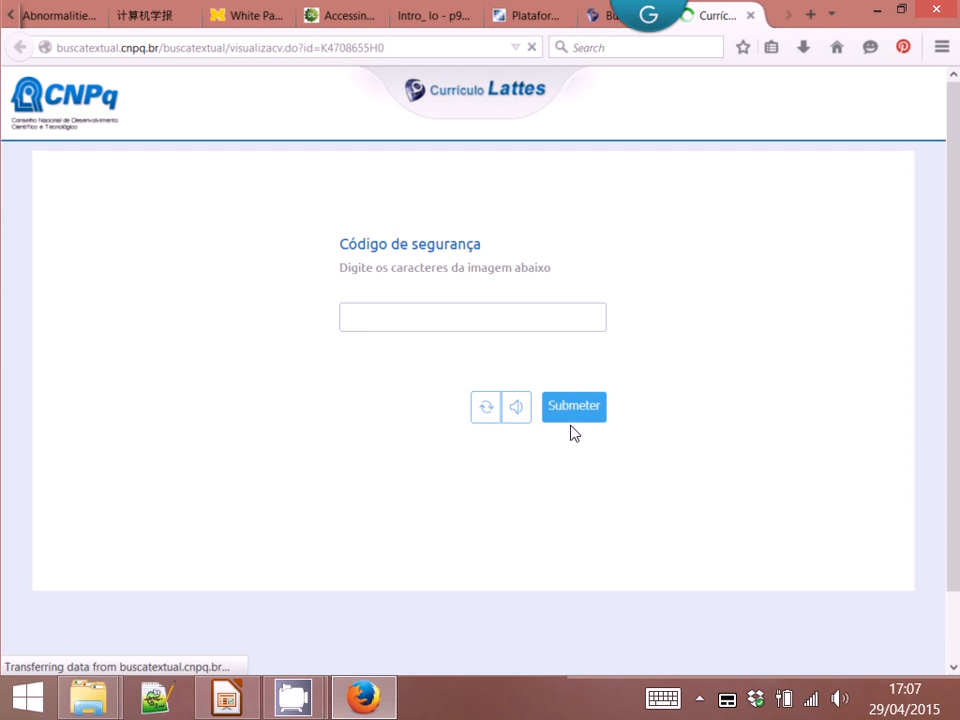 Abnormalitie...
计算机学报
White Pa...
Accessin...
Intro_ Io - p9...
Platafor...
Bu
G
Curríc...
buscatextual.cnpq.br/buscatextual/visualizacv.do?id=K4708655H0
Search
CNPq
Conselho Nacional de Desenvolvimento
Científico e Tecnológico
Currículo Lattes
Código de segurança
Digite os caracteres da imagem abaixo
Submeter
Transferring data from buscatextual.cnpq.br...
17:07
29/04/2015